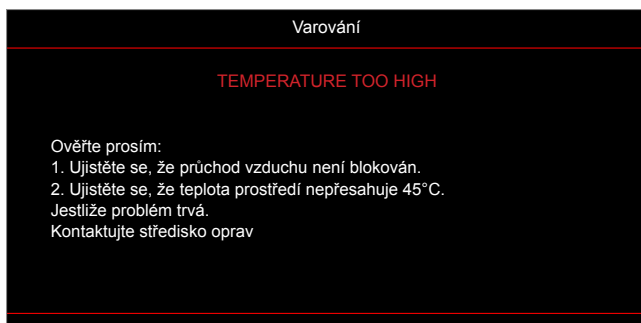 Varování
TEMPERATURE TOO HIGH
Ověřte prosím:
1. Ujistěte se, že průchod vzduchu není blokován.
2. Ujistěte se, že teplota prostředí nepřesahuje 45°C.
Jestliže problém trvá.
Kontaktujte středisko oprav